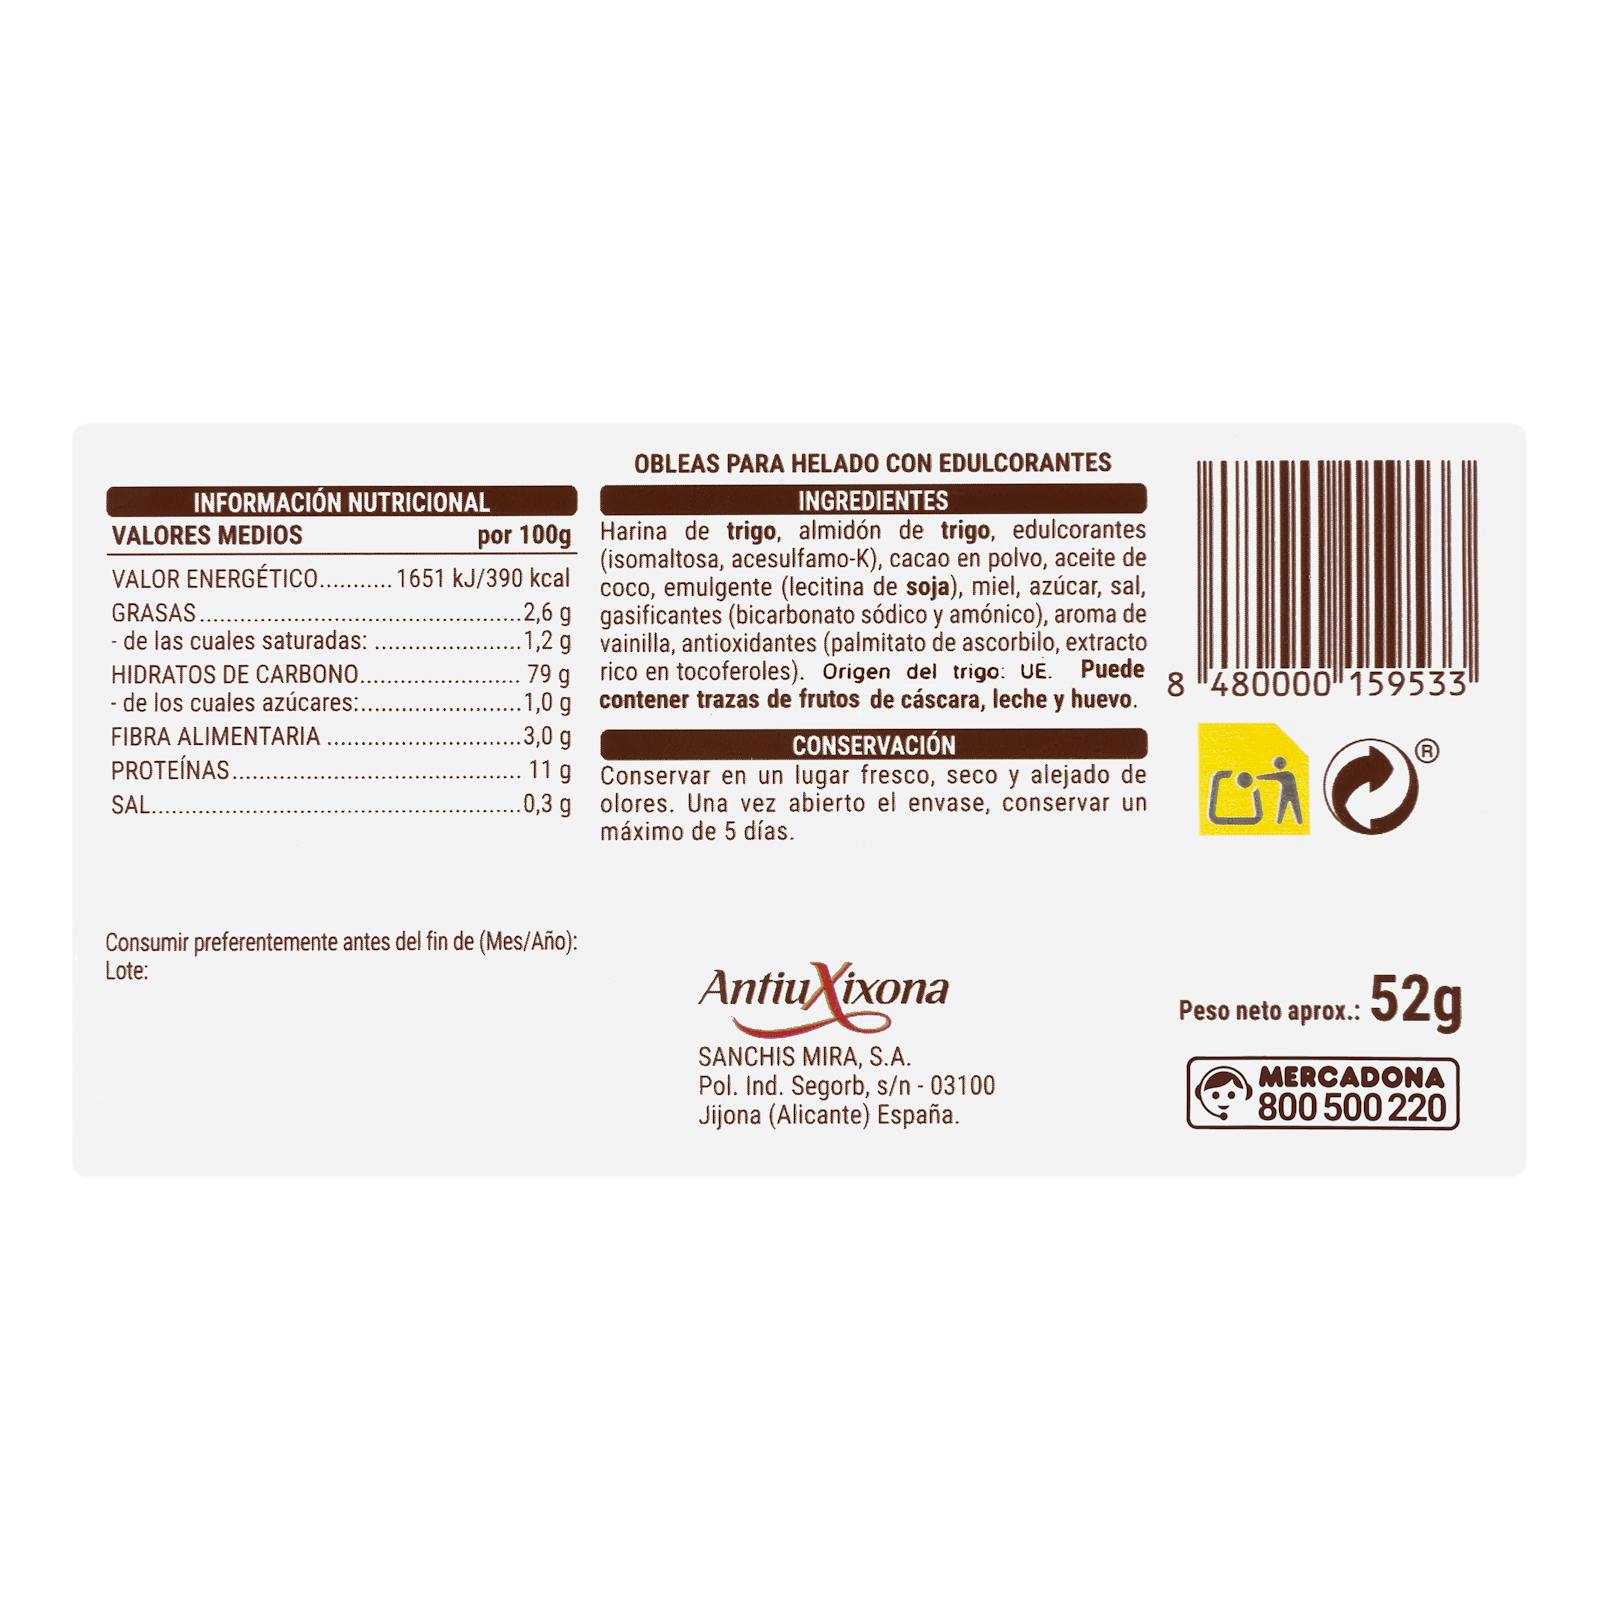 OBLEAS PARA HELADO CON EDULCORANTES
INFORMACIÓN NUTRICIONAL
VALORES MEDIOS por 100g
VALOR ENERGÉTICO........... 1651 kJ/390 kcal
GRASAS.............................................2,6 g
- de las cuales saturadas: .....................1,2 g
HIDRATOS DE CARBONO....................... 79 g
- de los cuales azúcares:.......................1,0 g
FIBRA ALIMENTARIA ...........................3,0 g
PROTEÍNAS......................................... 11 g
SAL....................................................0,3 g
INGREDIENTES
Harina de trigo, almidón de trigo, edulcorantes
(isomaltosa, acesulfamo-K), cacao en polvo, aceite de
coco, emulgente (lecitina de soja), miel, azúcar, sal,
gasificantes (bicarbonato sódico y amónico), aroma de
vainilla, antioxidantes (palmitato de ascorbilo, extracto
rico en tocoferoles). Origen del trigo: UE. Puede
contener trazas de frutos de cáscara, leche y huevo.
CONSERVACIÓN
Conservar en un lugar fresco, seco y alejado de
olores. Una vez abierto el envase, conservar un
máximo de 5 días.
8 480000 159533
®
Consumir preferentemente antes del fin de (Mes/Año):
Lote:
AntiuXixona
SANCHIS MIRA, S.A.
Pol. Ind. Segorb, s/n - 03100
Jijona (Alicante) España.
Peso neto aprox.: 52g
MERCADONA
800 500 220